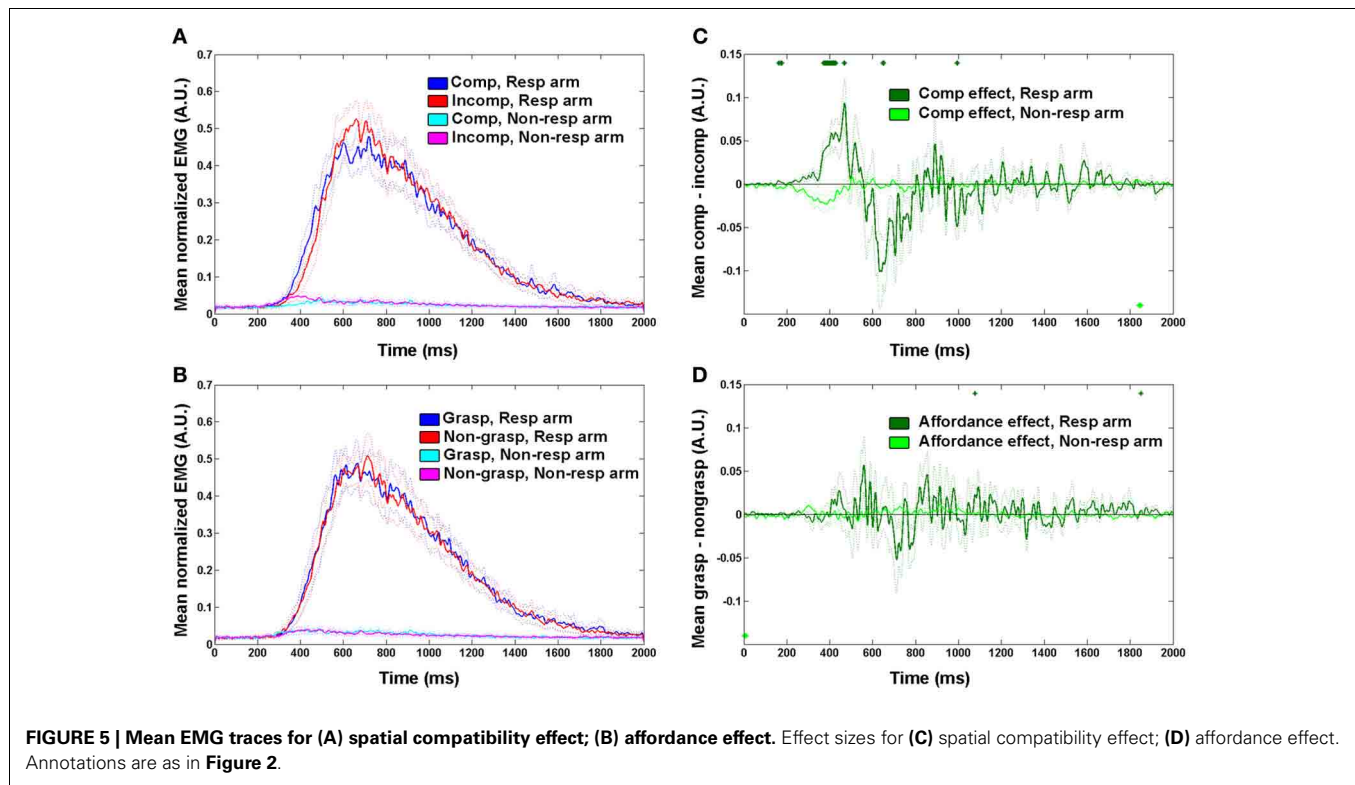 A
Mean normalized EMG (A.U.)
0.7
0.6
0.5
0.4
0.3
0.2
0.1
0
Comp, Resp arm
Incomp, Resp arm
Comp, Non-resp arm
Incomp, Non-resp arm
0 200 400 600 800 1000 1200 1400 1600 1800 2000
Time (ms)
C
Mean comp - incomp (A.U.)
0.15
0.1
0.05
0
-0.05
-0.1
Comp effect, Resp arm
Comp effect, Non-resp arm
0 200 400 600 800 1000 1200 1400 1600 1800 2000
Time (ms)
B
Mean normalized EMG (A.U.)
0.7
0.6
0.5
0.4
0.3
0.2
0.1
0
Grasp, Resp arm
Non-grasp, Resp arm
Grasp, Non-resp arm
Non-grasp, Non-resp arm
0 200 400 600 800 1000 1200 1400 1600 1800 2000
Time (ms)
D
Mean grasp - nongrasp (A.U.)
0.15
0.1
0.05
0
-0.05
-0.1
Affordance effect, Resp arm
Affordance effect, Non-resp arm
0 200 400 600 800 1000 1200 1400 1600 1800 2000
Time (ms)
FIGURE 5 | Mean EMG traces for (A) spatial compatibility effect; (B) affordance effect. Effect sizes for (C) spatial compatibility effect; (D) affordance effect.
Annotations are as in Figure 2.